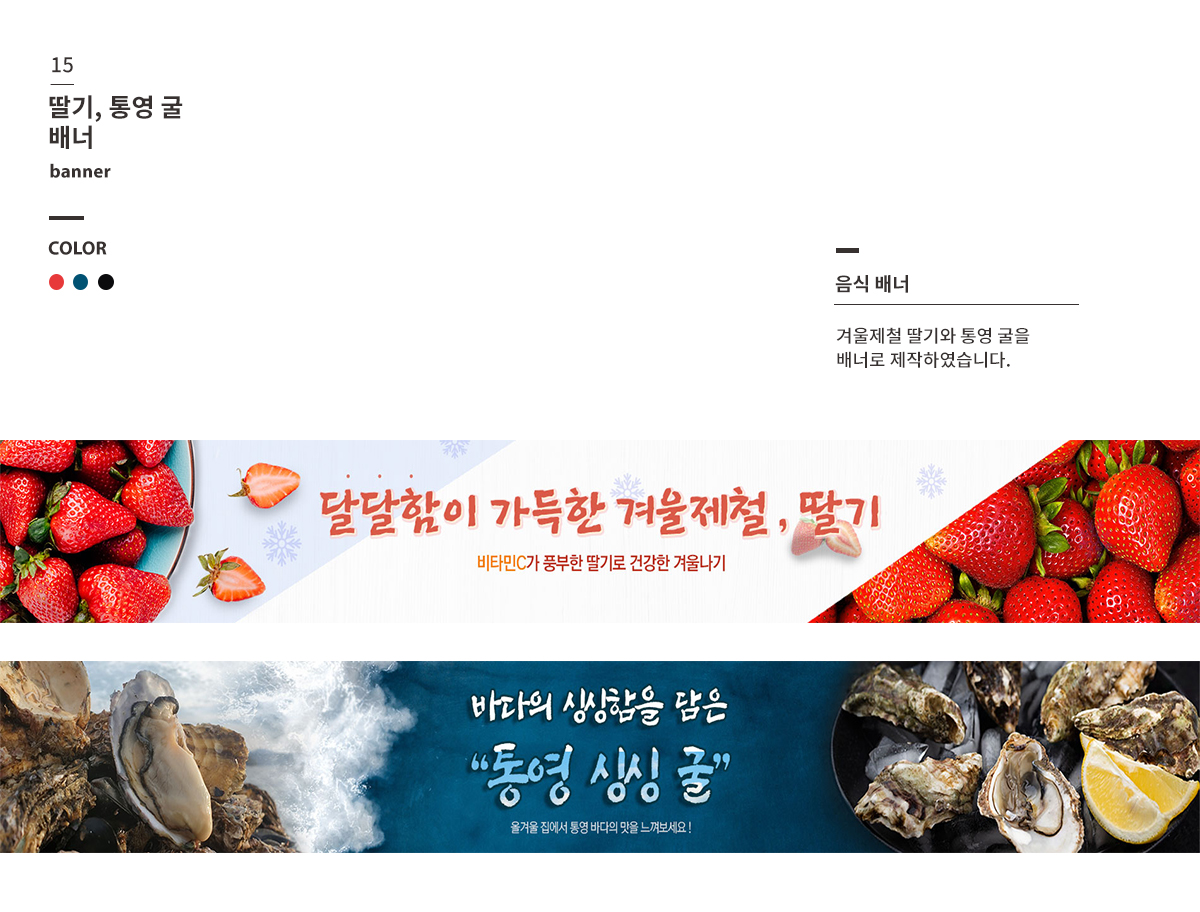 15
딸기, 통영 굴
배너
banner
COLOR
음식 배너
겨울제철 딸기와 통영 굴을
배너로 제작하였습니다.
달달함이 가득한 겨울제철, 딸기
비타민C가 풍부한 딸기로 건강한 겨울나기
바다의 싱싱함을 담은
“통영 싱싱 굴”
올겨울 집에서 통영 바다의 맛을 느껴보세요!